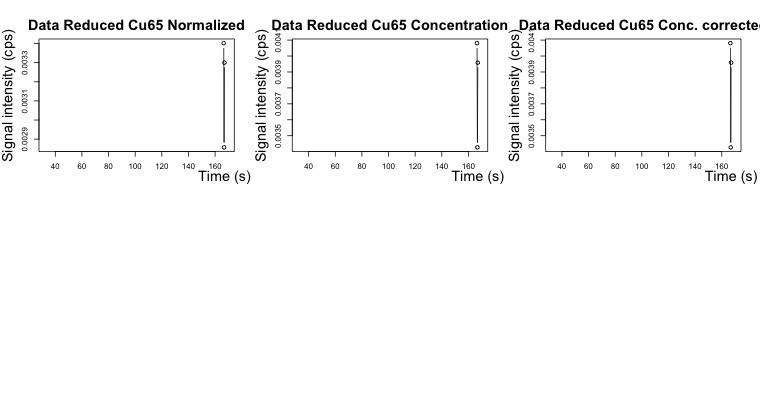 Data Reduced Cu65 Normalized
Signal intensity (cps)
0.0029 0.0031 0.0033
40 60 80 100 120 140 160
Time (s)
Data Reduced Cu65 Concentration
Signal intensity (cps)
0.0035 0.0037 0.0039 0.004
40 60 80 100 120 140 160
Time (s)
Data Reduced Cu65 Conc. correcte
Signal intensity (cps)
0.0035 0.0037 0.0039 0.004
40 60 80 100 120 140 160
Time (s)